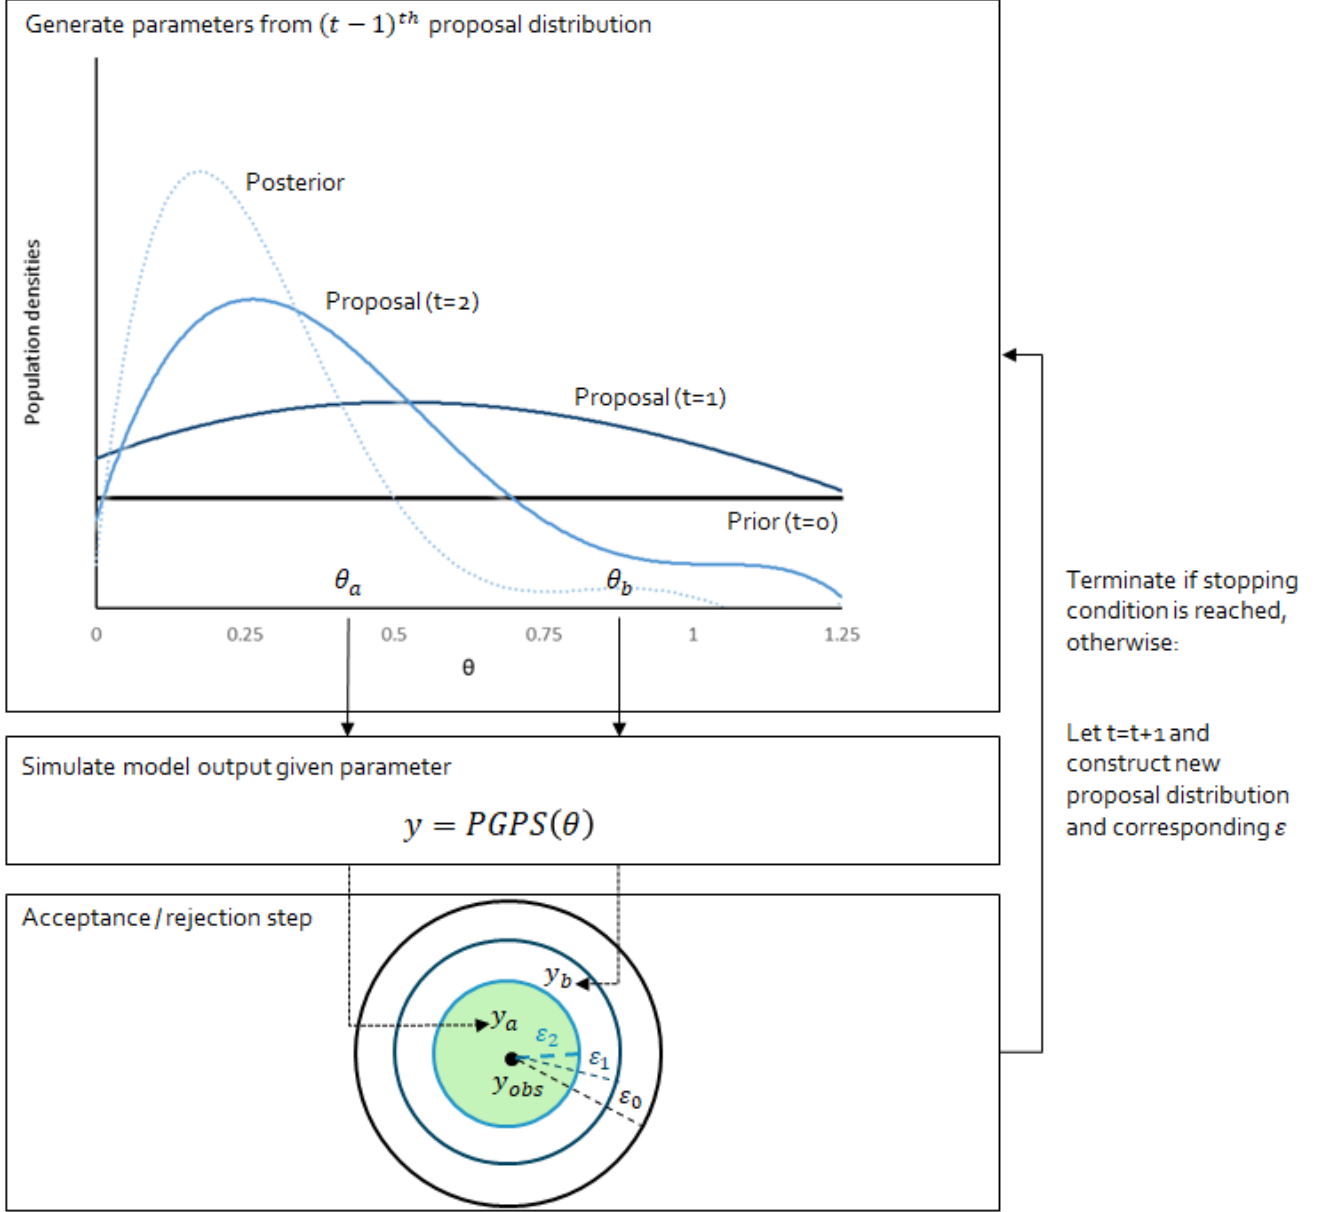 Generate parameters from (t − 1)^th proposal distribution
Population densities
Posterior
Proposal (t=2)
Proposal (t=1)
Prior (t=0)
θa
θb
0
0.25
0.5
0.75
1
1.25
θ
Simulate model output given parameter
y = PGPS(θ)
Acceptance / rejection step
yb
ya
ε2
ε1
yobs
ε0
Terminate if stopping
condition is reached,
otherwise:
Let t=t+1 and
construct new
proposal distribution
and corresponding ε